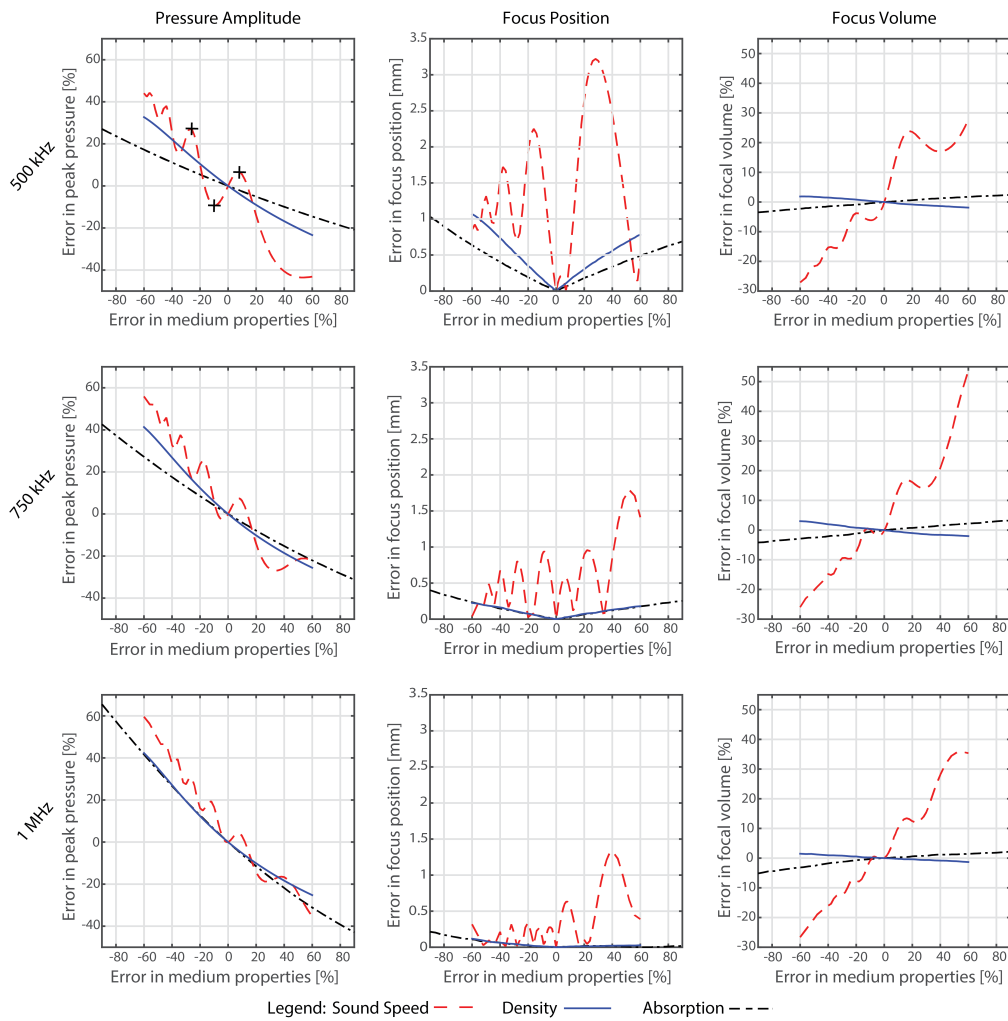 Pressure Amplitude
Focus Position
Focus Volume
500 kHz
Error in peak pressure [%]
60
40
20
0
-20
-40
-80 -60 -40 -20 0 20 40 60 80
Error in medium properties [%]
Error in focus position [mm]
3.5
3
2.5
2
1.5
1
0.5
0
-80 -60 -40 -20 0 20 40 60 80
Error in medium properties [%]
Error in focal volume [%]
50
40
30
20
10
0
-10
-20
-30
-80 -60 -40 -20 0 20 40 60 80
Error in medium properties [%]
750 kHz
Error in peak pressure [%]
60
40
20
0
-20
-40
-80 -60 -40 -20 0 20 40 60 80
Error in medium properties [%]
Error in focus position [mm]
3.5
3
2.5
2
1.5
1
0.5
0
-80 -60 -40 -20 0 20 40 60 80
Error in medium properties [%]
Error in focal volume [%]
50
40
30
20
10
0
-10
-20
-30
-80 -60 -40 -20 0 20 40 60 80
Error in medium properties [%]
1 MHz
Error in peak pressure [%]
60
40
20
0
-20
-40
-80 -60 -40 -20 0 20 40 60 80
Error in medium properties [%]
Error in focus position [mm]
3.5
3
2.5
2
1.5
1
0.5
0
-80 -60 -40 -20 0 20 40 60 80
Error in medium properties [%]
Error in focal volume [%]
50
40
30
20
10
0
-10
-20
-30
-80 -60 -40 -20 0 20 40 60 80
Error in medium properties [%]
Legend: Sound Speed Density Absorption